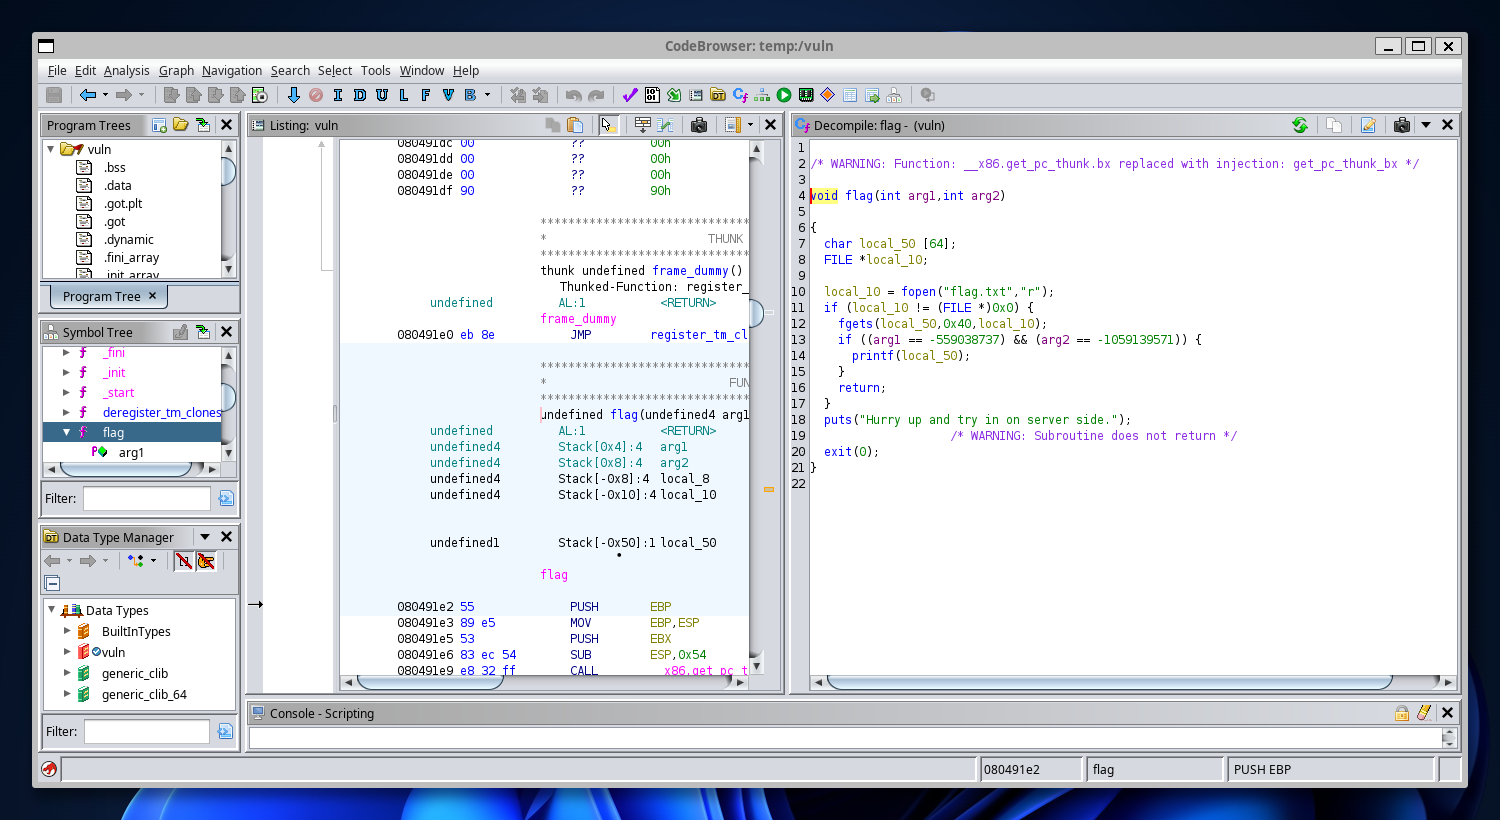 CodeBrowser: temp:/vuln
File Edit Analysis Graph Navigation Search Select Tools Window Help
I D U L F V B
Program Trees
vuln
.bss
.data
.got.plt
.got
.dynamic
.fini_array
.init_array
Program Tree
Symbol Tree
f _fini
f _init
f _start
f deregister_tm_clones
f flag
arg1
Filter:
Data Type Manager
Data Types
BuiltInTypes
vuln
generic_clib
generic_clib_64
Filter:
Listing: vuln
080491dc 00 ?? 00h
080491dd 00 ?? 00h
080491de 00 ?? 00h
080491df 90 ?? 90h
******************************
* THUNK
******************************
thunk undefined frame_dummy()
Thunked-Function: register_
undefined AL:1 <RETURN>
frame_dummy
080491e0 eb 8e JMP register_tm_cl
******************************
* FUN
******************************
undefined flag(undefined4 arg1
undefined AL:1 <RETURN>
undefined4 Stack[0x4]:4 arg1
undefined4 Stack[0x8]:4 arg2
undefined4 Stack[-0x8]:4 local_8
undefined4 Stack[-0x10]:4 local_10
undefined1 Stack[-0x50]:1 local_50
flag
080491e2 55 PUSH EBP
080491e3 89 e5 MOV EBP,ESP
080491e5 53 PUSH EBX
080491e6 83 ec 54 SUB ESP,0x54
080491e9 e8 32 ff CALL __x86.get_pc_t
Decompile: flag - (vuln)
1
2 /* WARNING: Function: __x86.get_pc_thunk.bx replaced with injection: get_pc_thunk_bx */
3
4 void flag(int arg1,int arg2)
5
6 {
7 char local_50 [64];
8 FILE *local_10;
9
10 local_10 = fopen("flag.txt","r");
11 if (local_10 != (FILE *)0x0) {
12 fgets(local_50,0x40,local_10);
13 if ((arg1 == -559038737) && (arg2 == -1059139571)) {
14 printf(local_50);
15 }
16 return;
17 }
18 puts("Hurry up and try in on server side.");
19 /* WARNING: Subroutine does not return */
20 exit(0);
21 }
22
Console - Scripting
080491e2 flag PUSH EBP